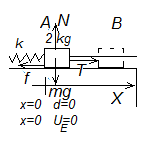 A N B
2 kg
k
f T
mg X
x=0 d=0
x=0 U_E=0